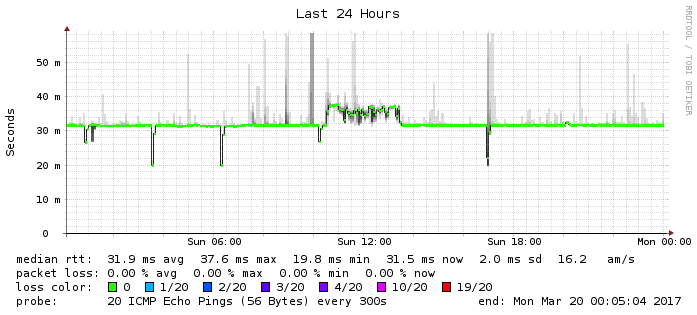 Last 24 Hours
RRDTOOL / TOBI OETIKER
Seconds
50 m
40 m
30 m
20 m
10 m
0
Sun 06:00 Sun 12:00 Sun 18:00 Mon 00:00
median rtt: 31.9 ms avg 37.6 ms max 19.8 ms min 31.5 ms now 2.0 ms sd 16.2 am/s
packet loss: 0.00 % avg 0.00 % max 0.00 % min 0.00 % now
loss color: 0 1/20 2/20 3/20 4/20 10/20 19/20
probe: 20 ICMP Echo Pings (56 Bytes) every 300s end: Mon Mar 20 00:05:04 2017